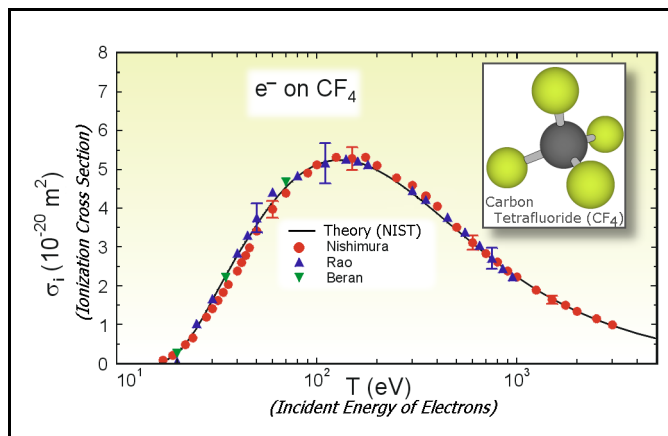 8
7
6
5
4
3
2
1
0
σi (10⁻²⁰ m²)
(Ionization Cross Section)
e⁻ on CF₄
Carbon
Tetrafluoride (CF₄)
Theory (NIST)
Nishimura
Rao
Beran
10¹
10²
10³
T (eV)
(Incident Energy of Electrons)